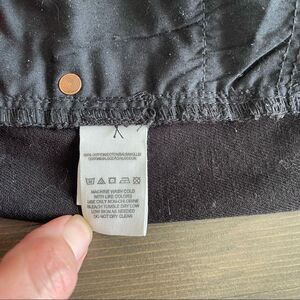 MACHINE WASH COLD
WITH LIKE COLORS
USE ONLY NON-CHLORINE
BLEACH TUMBLE DRY LOW
LOW IRON AS NEEDED
DO NOT DRY CLEAN